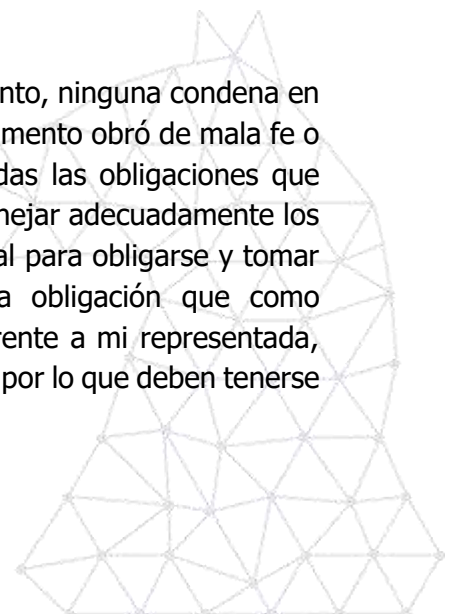 nto, ninguna condena en
mento obró de mala fe o
das las obligaciones que
nejar adecuadamente los
al para obligarse y tomar
a obligación que como
rente a mi representada,
por lo que deben tenerse